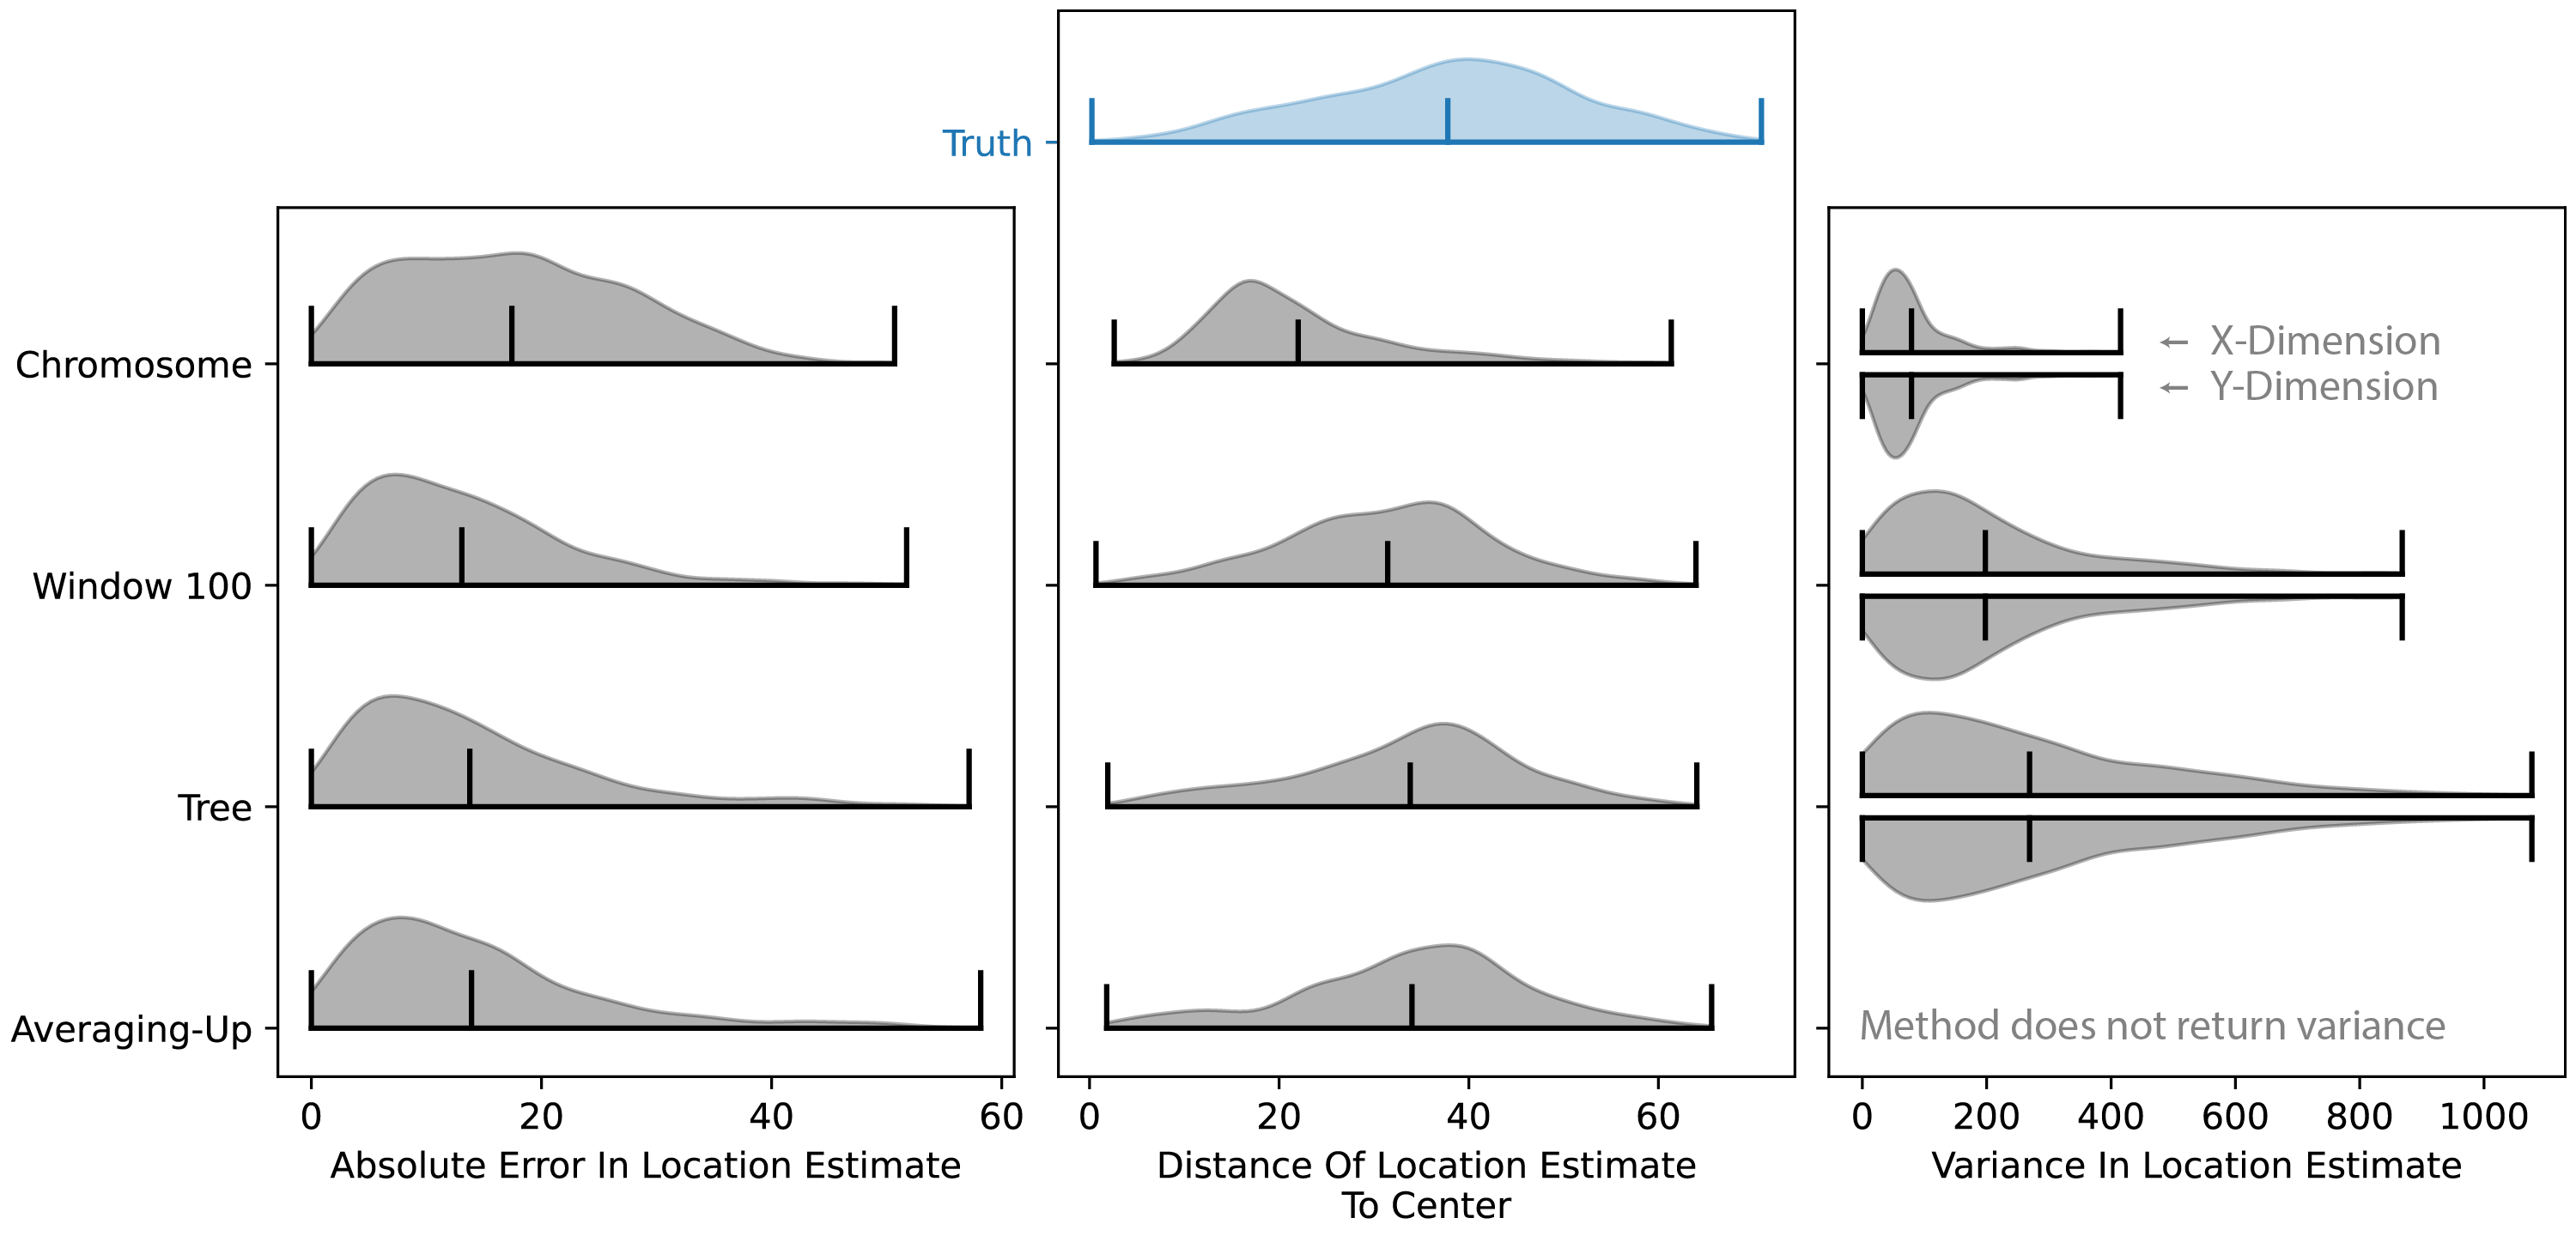 Truth
Chromosome
Window 100
Tree
Averaging-Up
← X-Dimension
← Y-Dimension
Method does not return variance
0 20 40 60
0 20 40 60
0 200 400 600 800 1000
Absolute Error In Location Estimate
Distance Of Location Estimate
To Center
Variance In Location Estimate